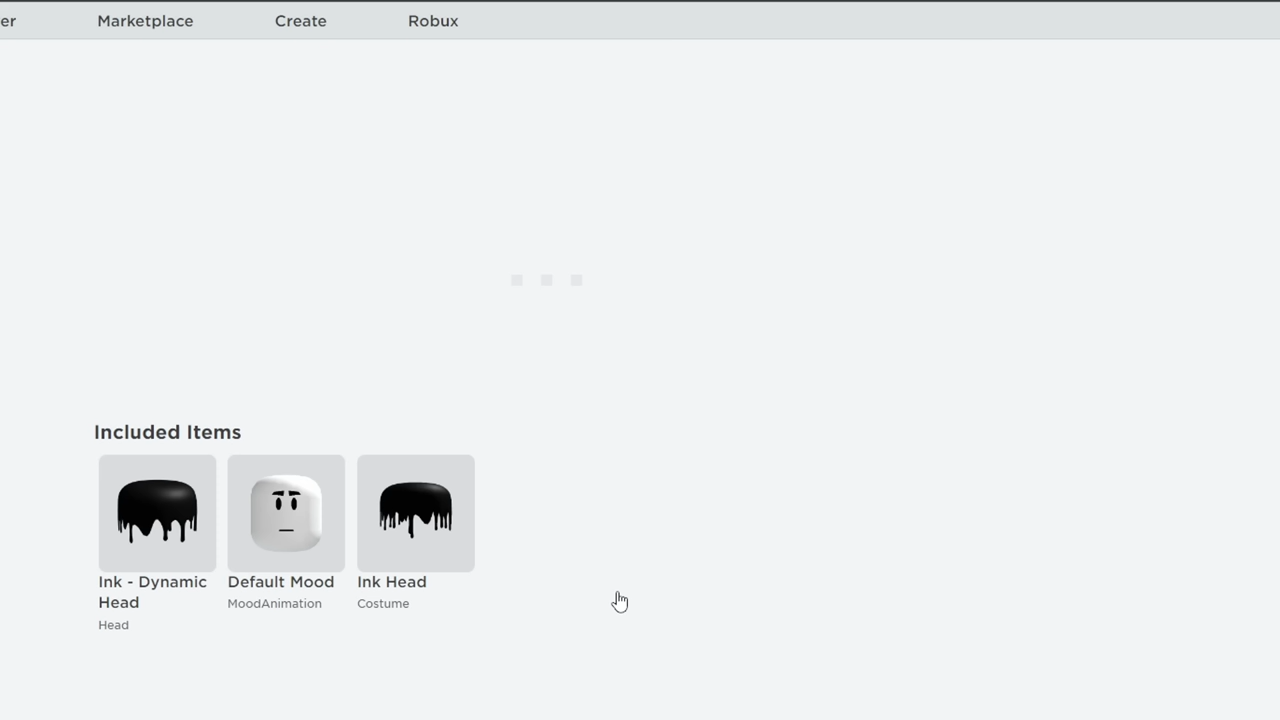 er Marketplace Create Robux
Included Items
Ink - Dynamic Head
Head
Default Mood
MoodAnimation
Ink Head
Costume